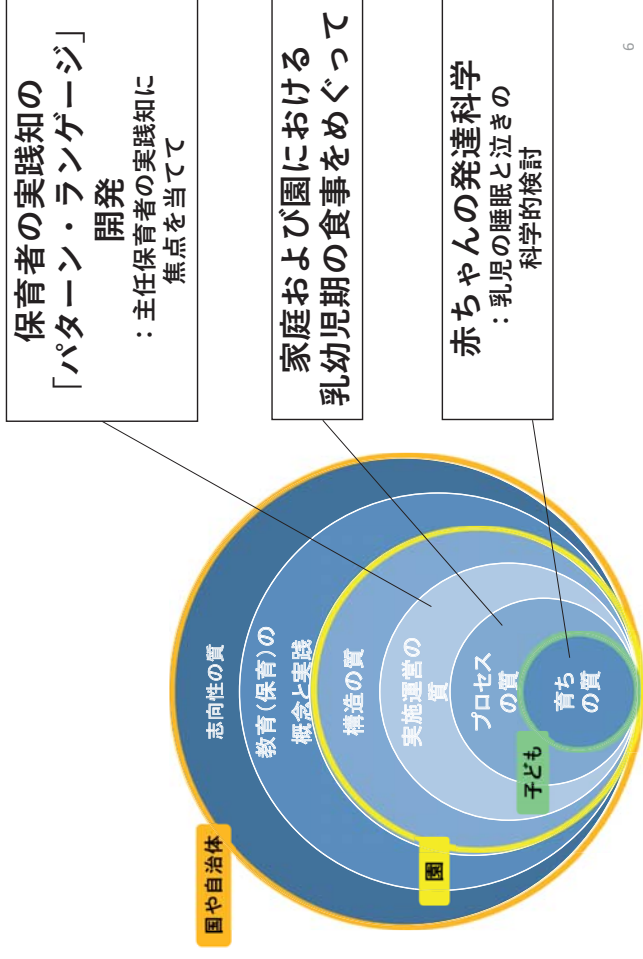 国や自治体
園
子ども
志向性の質
教育(保育)の
概念と実践
構造の質
実施運営の
質
プロセス
の質
育ち
の質
保育者の実践知の
「パターン・ランゲージ」
開発
：主任保育者の実践知に
焦点を当てて
家庭および園における
乳幼児期の食事をめぐって
赤ちゃんの発達科学
：乳児の睡眠と泣きの
科学的検討
6